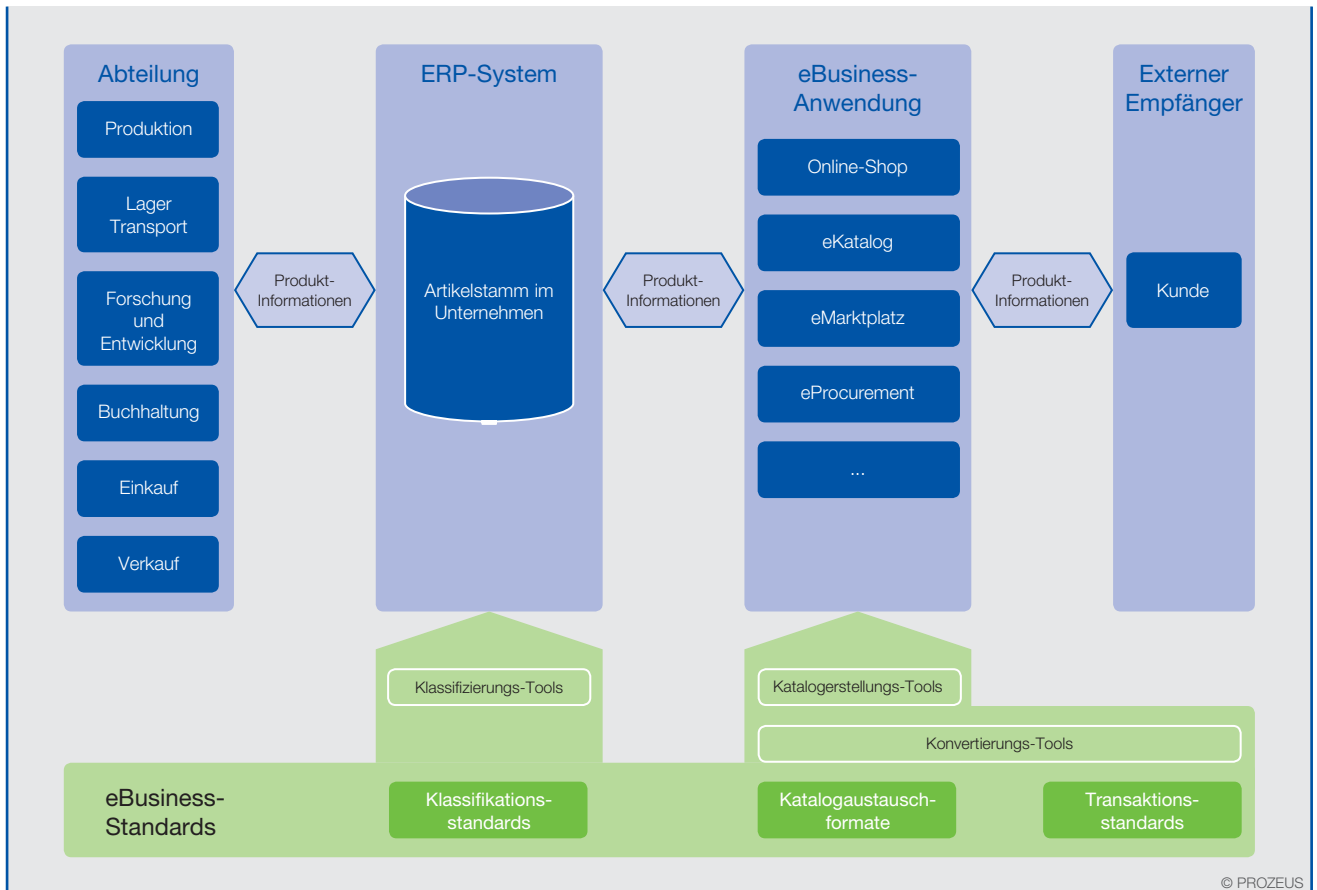 Abteilung
Produktion
Lager
Transport
Forschung
und
Entwicklung
Buchhaltung
Einkauf
Verkauf
Produkt-
Informationen
ERP-System
Artikelstamm im
Unternehmen
Produkt-
Informationen
eBusiness-
Anwendung
Online-Shop
eKatalog
eMarktplatz
eProcurement
...
Produkt-
Informationen
Externer
Empfänger
Kunde
Klassifizierungs-Tools
Katalogerstellungs-Tools
Konvertierungs-Tools
eBusiness-
Standards
Klassifikations-
standards
Katalogaustausch-
formate
Transaktions-
standards
© PROZEUS